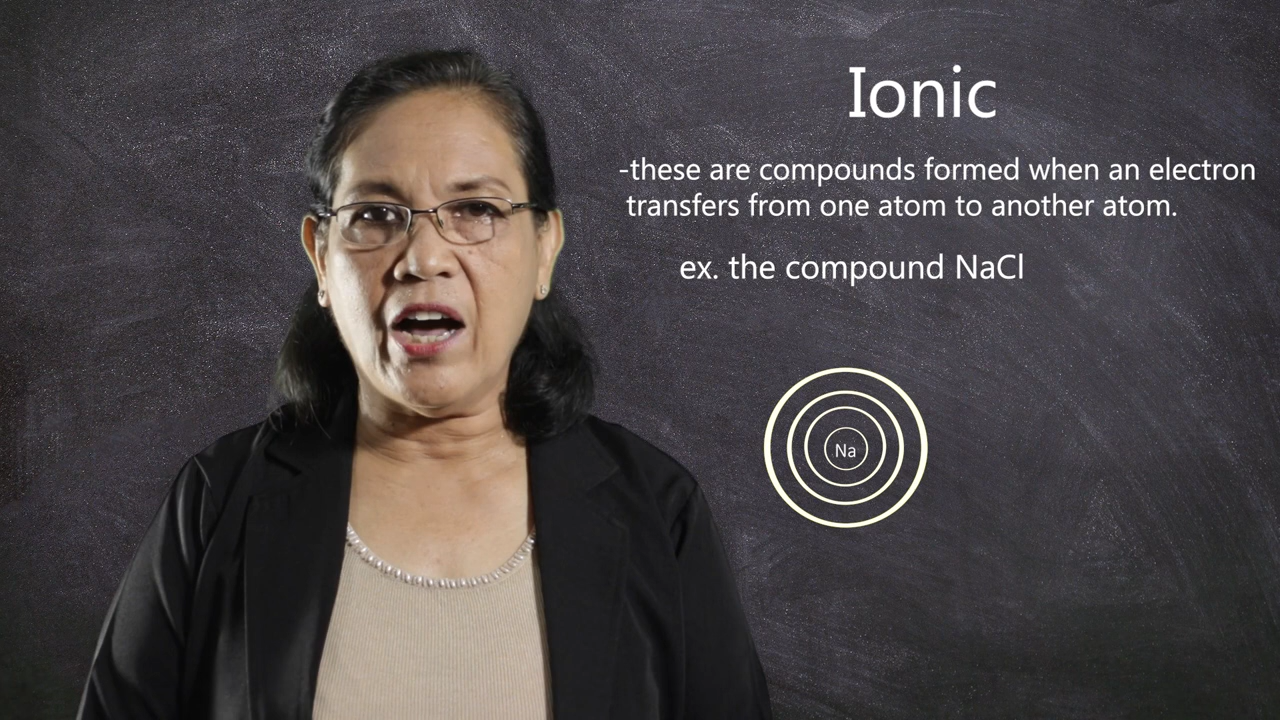 Ionic
-these are compounds formed when an electron
transfers from one atom to another atom.
ex. the compound NaCl
Na